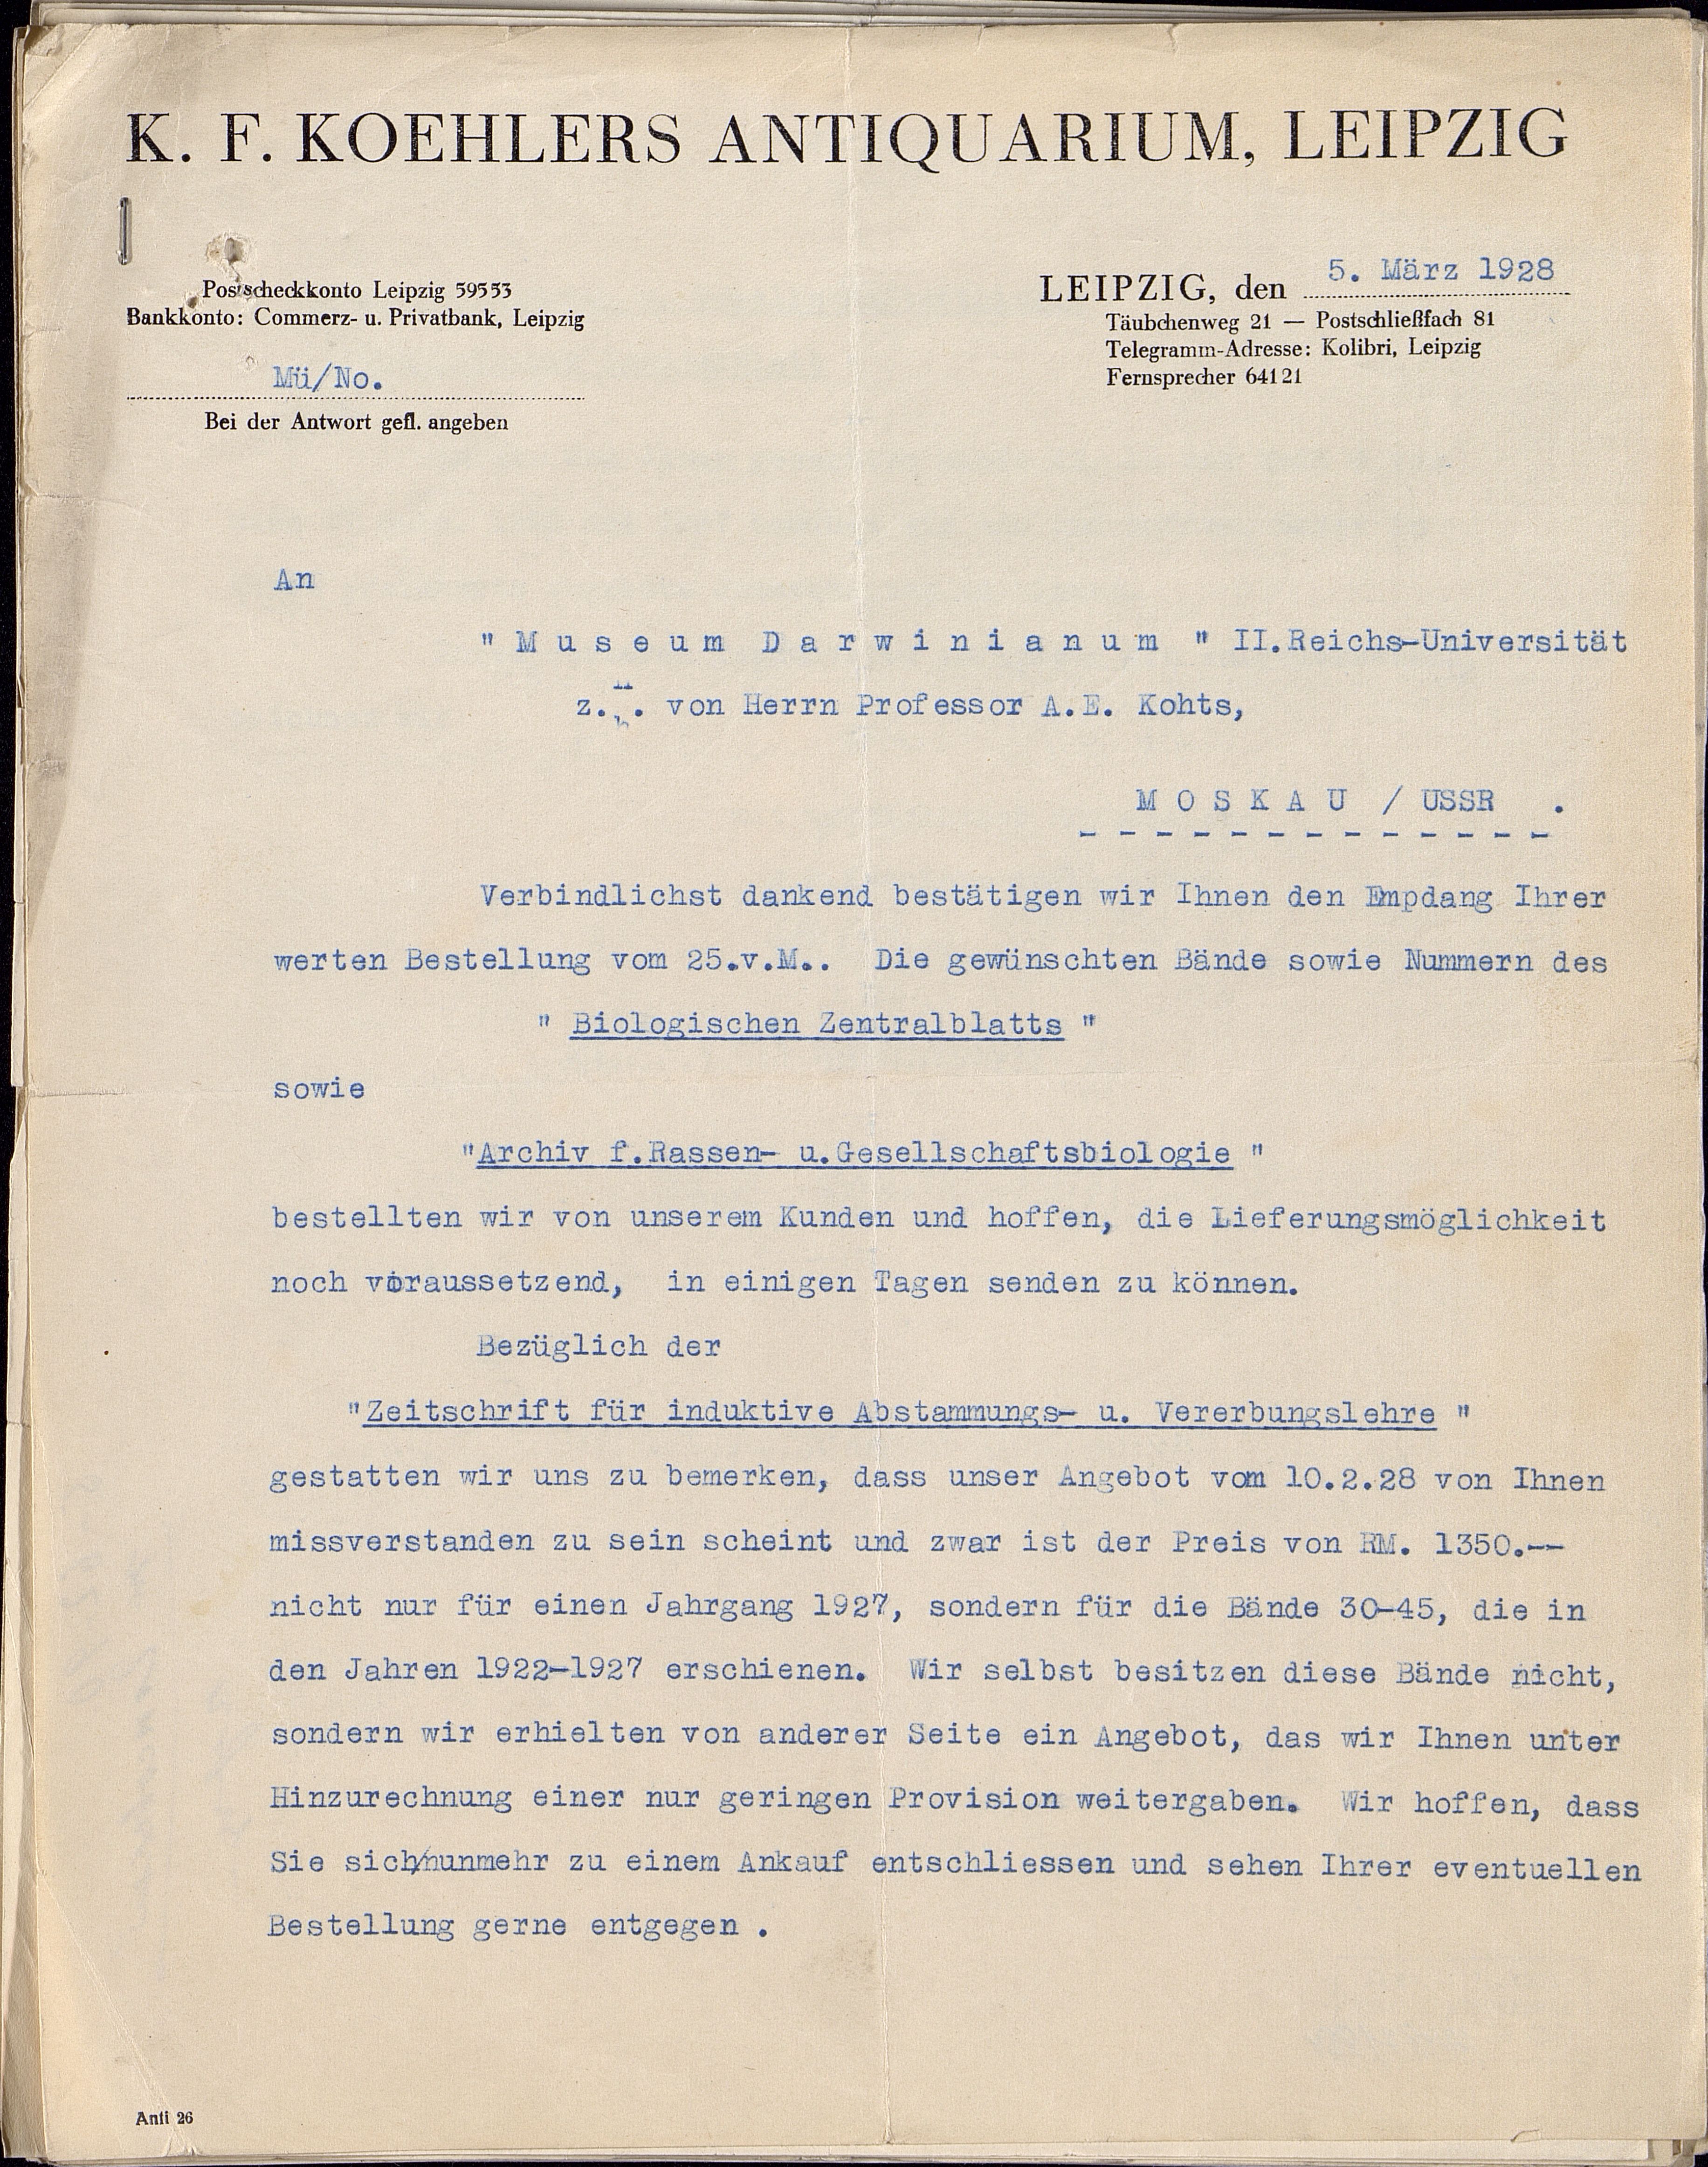 K. F. KOEHLERS ANTIQUARIUM, LEIPZIG
Postscheckkonto Leipzig 59553
Bankkonto: Commerz- u. Privatbank, Leipzig
Mü/No.
Bei der Antwort gefl. angeben
LEIPZIG, den 5. März 1928
Täubchenweg 21 — Postschließfach 81
Telegramm-Adresse: Kolibri, Leipzig
Fernsprecher 64121
An
" M u s e u m D a r w i n i a n u m " II.Reichs-Universität
z. . von Herrn Professor A.E. Kohts,
M O S K A U / USSR .
- - - - - - - - - - - - -
Verbindlichst dankend bestätigen wir Ihnen den Empdang Ihrer
werten Bestellung vom 25.v.M.. Die gewünschten Bände sowie Nummern des
" Biologischen Zentralblatts "
sowie
"Archiv f.Rassen- u.Gesellschaftsbiologie "
bestellten wir von unserem Kunden und hoffen, die Lieferungsmöglichkeit
noch voraussetzend, in einigen Tagen senden zu können.
Bezüglich der
"Zeitschrift für induktive Abstammungs- u. Vererbungslehre "
gestatten wir uns zu bemerken, dass unser Angebot vom 10.2.28 von Ihnen
missverstanden zu sein scheint und zwar ist der Preis von RM. 1350.--
nicht nur für einen Jahrgang 1927, sondern für die Bände 30-45, die in
den Jahren 1922-1927 erschienen. Wir selbst besitzen diese Bände nicht,
sondern wir erhielten von anderer Seite ein Angebot, das wir Ihnen unter
Hinzurechnung einer nur geringen Provision weitergaben. Wir hoffen, dass
Sie sich/nunmehr zu einem Ankauf entschliessen und sehen Ihrer eventuellen
Bestellung gerne entgegen .
Anti 26